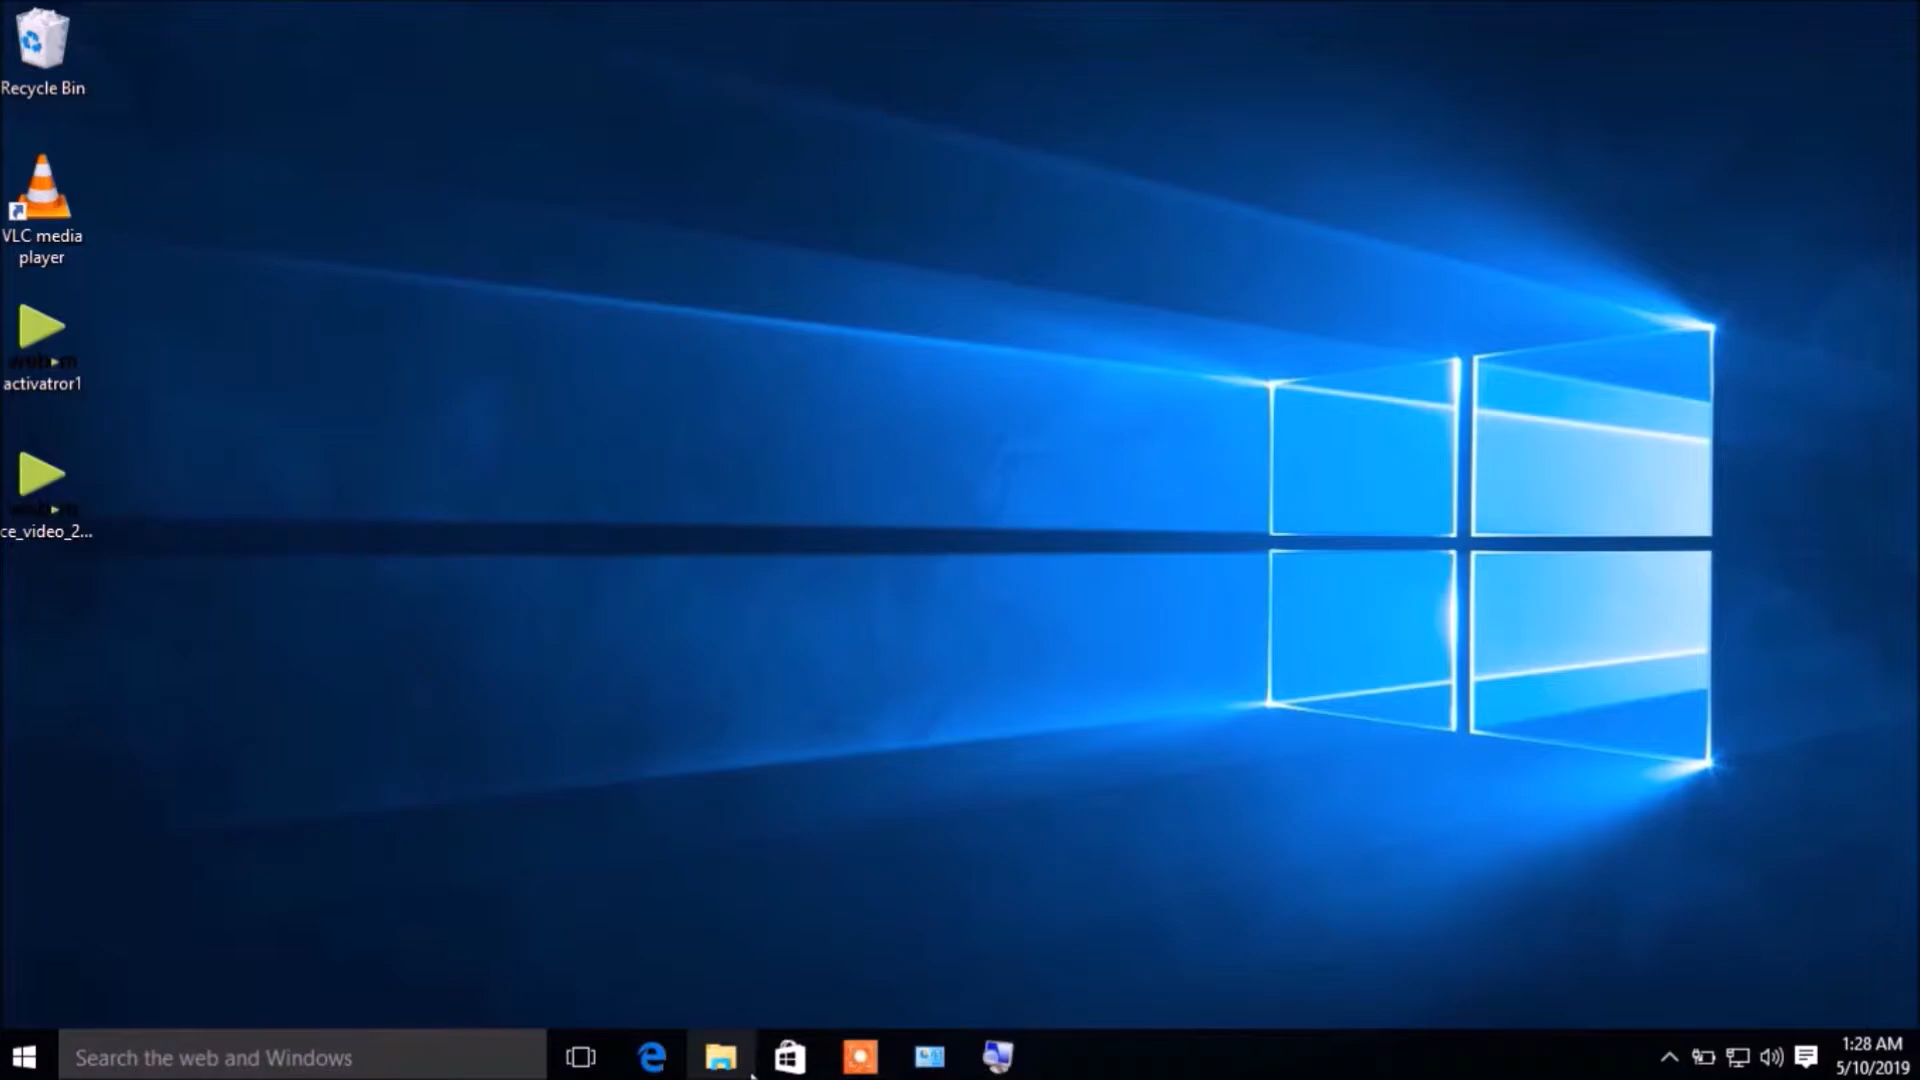 Recycle Bin
VLC media
player
activatror1
ce_video_2...
Search the web and Windows
1:28 AM
5/10/2019